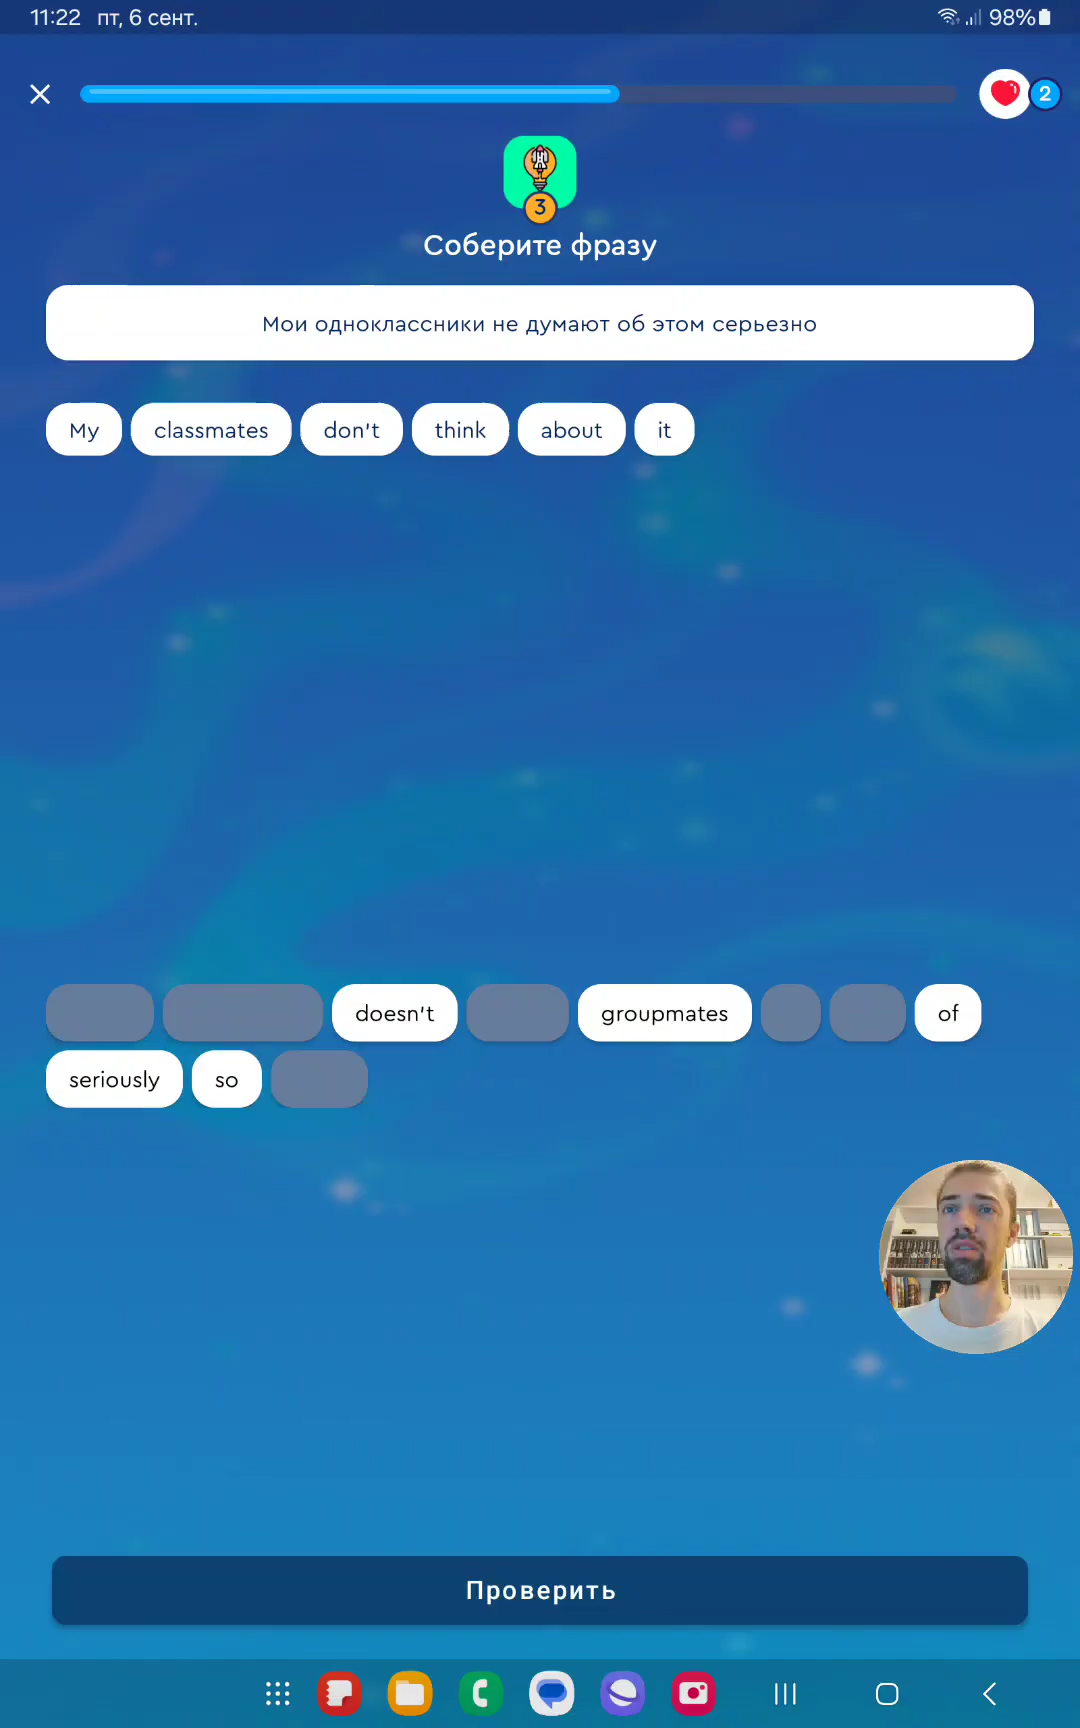 11:22 пт, 6 сент. 98%
2
3
Соберите фразу
Мои одноклассники не думают об этом серьезно
My classmates don't think about it
doesn't groupmates of
seriously so
Проверить